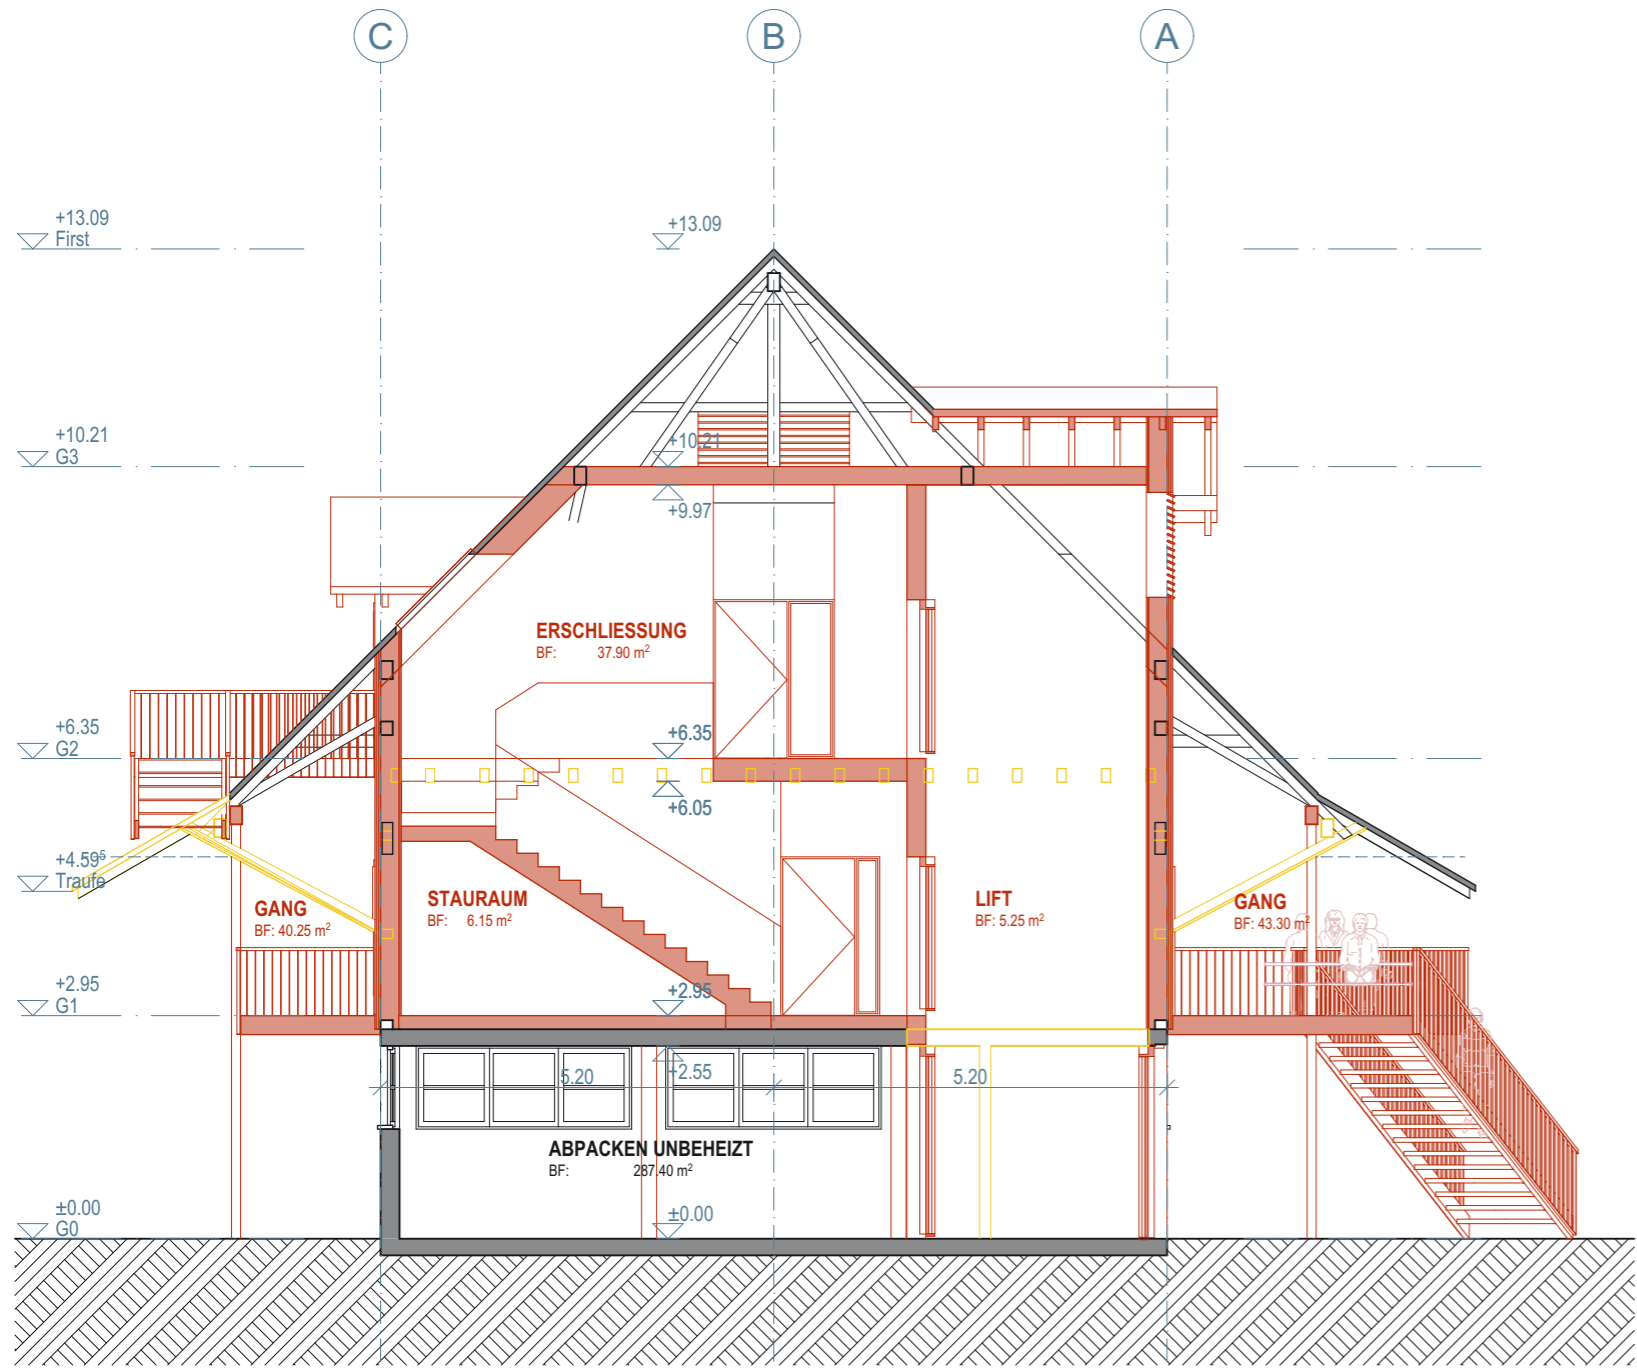 C
B
A
+13.09
First
+13.09
+10.21
G3
+10.21
+9.97
ERSCHLIESSUNG
BF: 37.90 m²
+6.35
G2
+6.35
+6.05
+4.59⁵
Traufe
GANG
BF: 40.25 m²
STAURAUM
BF: 6.15 m²
LIFT
BF: 5.25 m²
GANG
BF: 43.30 m²
+2.95
G1
+2.95
+2.55
5.20
5.20
ABPACKEN UNBEHEIZT
BF: 287.40 m²
±0.00
G0
±0.00